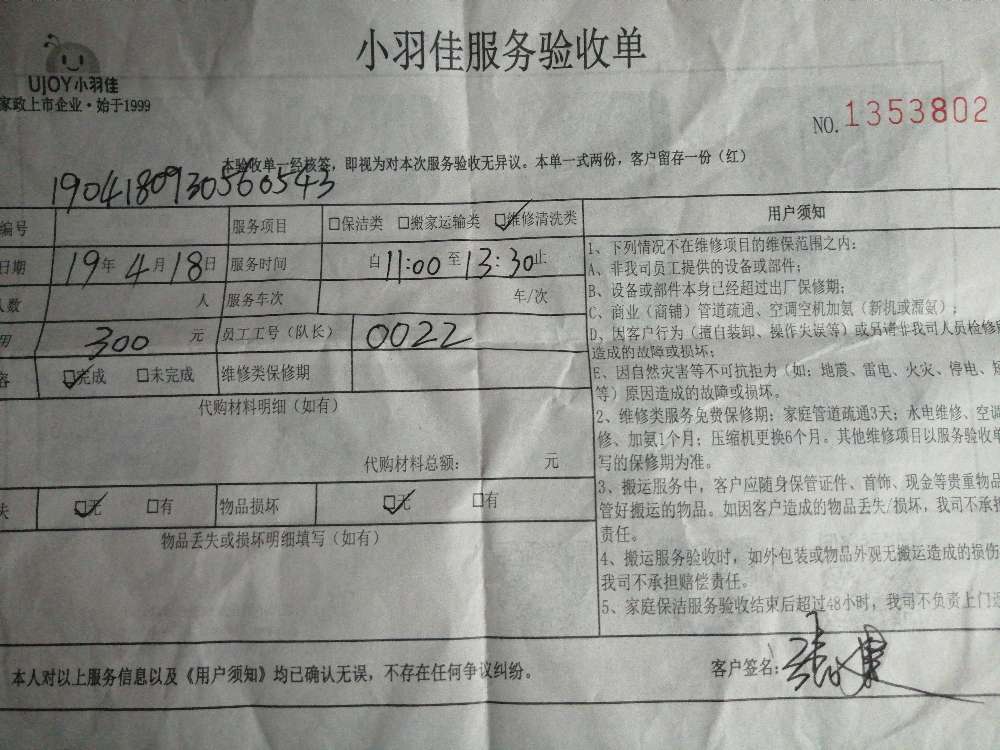 小羽佳服务验收单
UJOY小羽佳
家政上市企业·始于1999
NO.1353802
本验收单一经核签，即视为对本次服务验收无异议。本单一式两份，客户留存一份（红）
190418093056 0543
编号 服务项目 □保洁类 □搬家运输类 ☑维修清洗类
日期 19年4月18日 服务时间 自11:00至13:30止
人数 人 服务车次 车/次
用 300 元 员工工号（队长） 0022
容 ☑完成 □未完成 维修类保修期
代购材料明细（如有）
代购材料总额： 元
失 ☑无 □有 物品损坏 ☑无 □有
物品丢失或损坏明细填写（如有）
用户须知
1、下列情况不在维修项目的维保范围之内：
A、非我司员工提供的设备或部件；
B、设备或部件本身已经超过出厂保修期；
C、商业（商铺）管道疏通、空调空机加氨（新机或漏氨）；
D、因客户行为（擅自装卸、操作失误等）或另请非我司人员检修
造成的故障或损坏；
E、因自然灾害等不可抗拒力（如：地震、雷电、火灾、停电、短
等）原因造成的故障或损坏。
2、维修类服务免费保修期：家庭管道疏通3天；水电维修、空调
修、加氨1个月；压缩机更换6个月。其他维修项目以服务验收单
写的保修期为准。
3、搬运服务中，客户应随身保管证件、首饰、现金等贵重物品
管好搬运的物品。如因客户造成的物品丢失/损坏，我司不承担
责任。
4、搬运服务验收时，如外包装或物品外观无搬运造成的损伤
我司不承担赔偿责任。
5、家庭保洁服务验收结束后超过48小时，我司不负责上门返
本人对以上服务信息以及《用户须知》均已确认无误，不存在任何争议纠纷。
客户签名：张